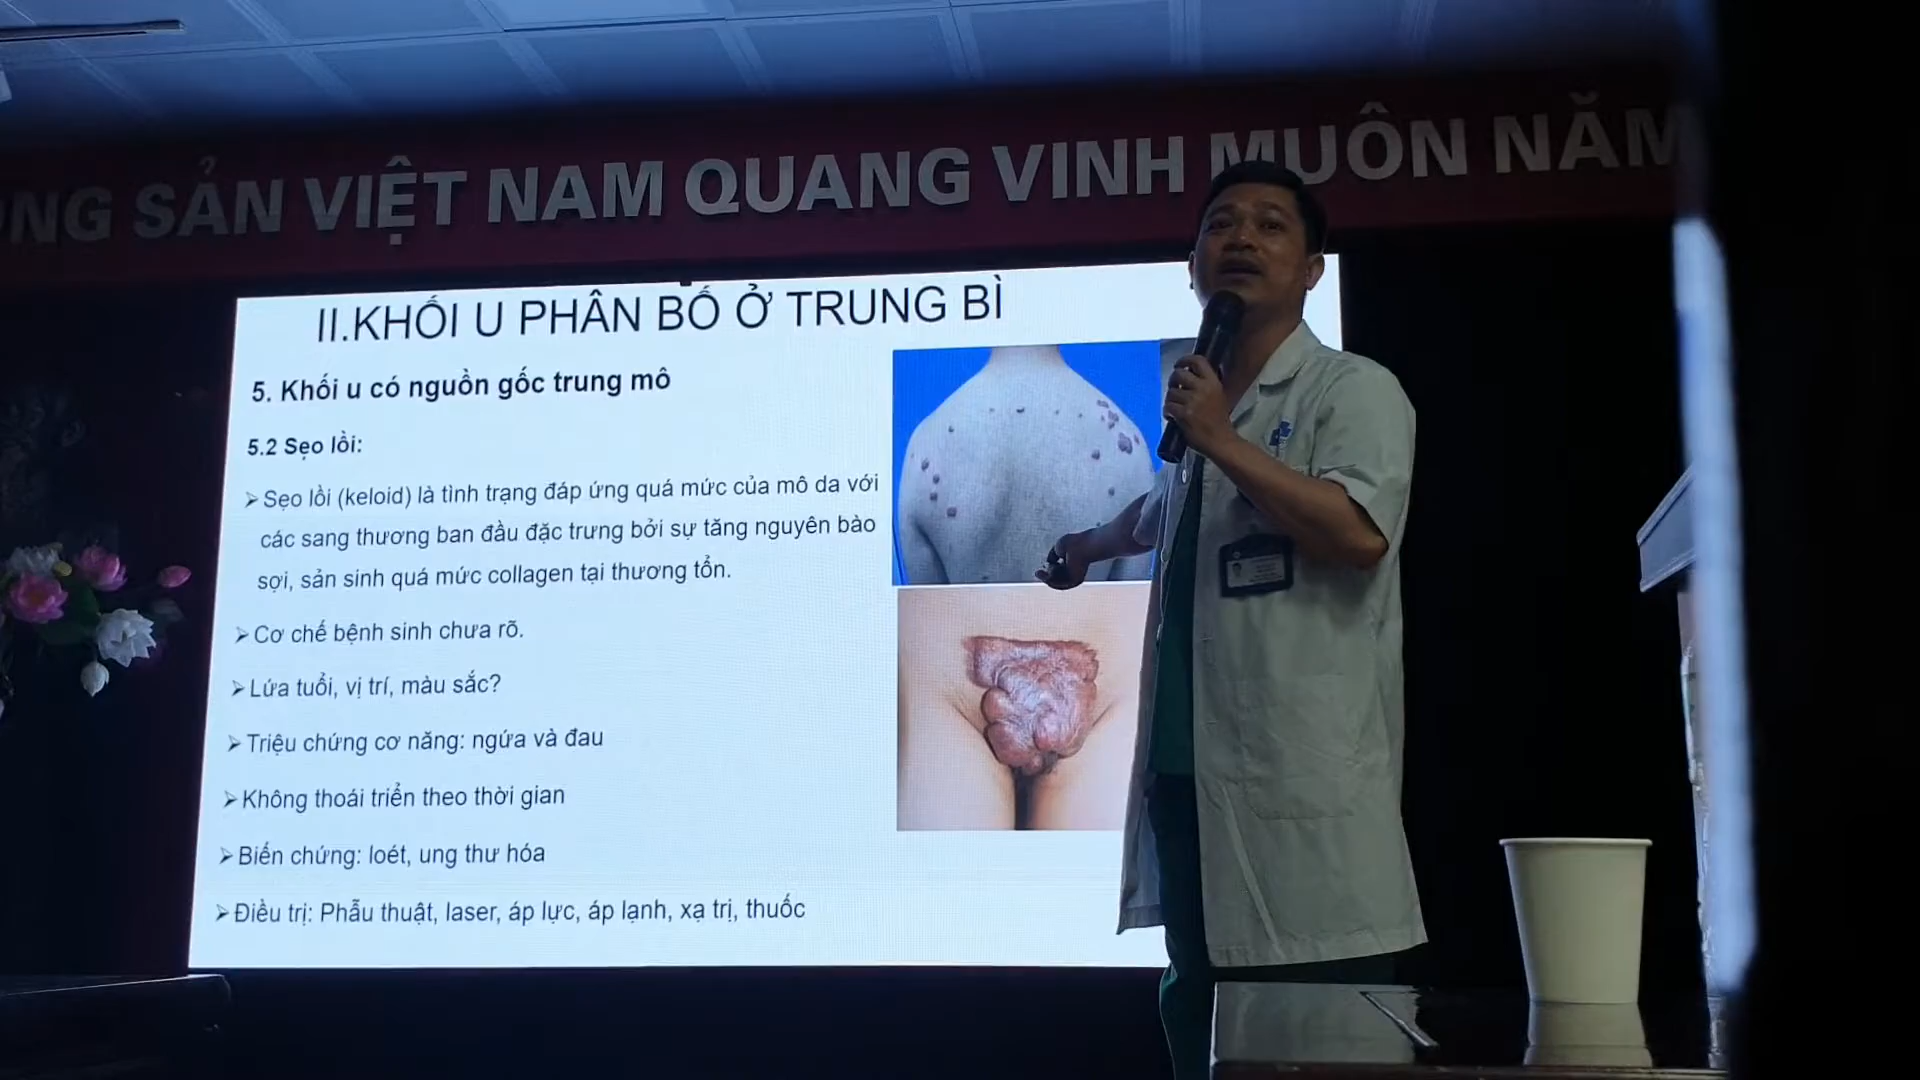 NG SẢN VIỆT NAM QUANG VINH MUÔN NĂM
II.KHỐI U PHÂN BỐ Ở TRUNG BÌ
5. Khối u có nguồn gốc trung mô
5.2 Sẹo lồi:
➢Sẹo lồi (keloid) là tình trạng đáp ứng quá mức của mô da với
các sang thương ban đầu đặc trưng bởi sự tăng nguyên bào
sợi, sản sinh quá mức collagen tại thương tổn.
➢Cơ chế bệnh sinh chưa rõ.
➢Lứa tuổi, vị trí, màu sắc?
➢Triệu chứng cơ năng: ngứa và đau
➢Không thoái triển theo thời gian
➢Biến chứng: loét, ung thư hóa
➢Điều trị: Phẫu thuật, laser, áp lực, áp lạnh, xạ trị, thuốc